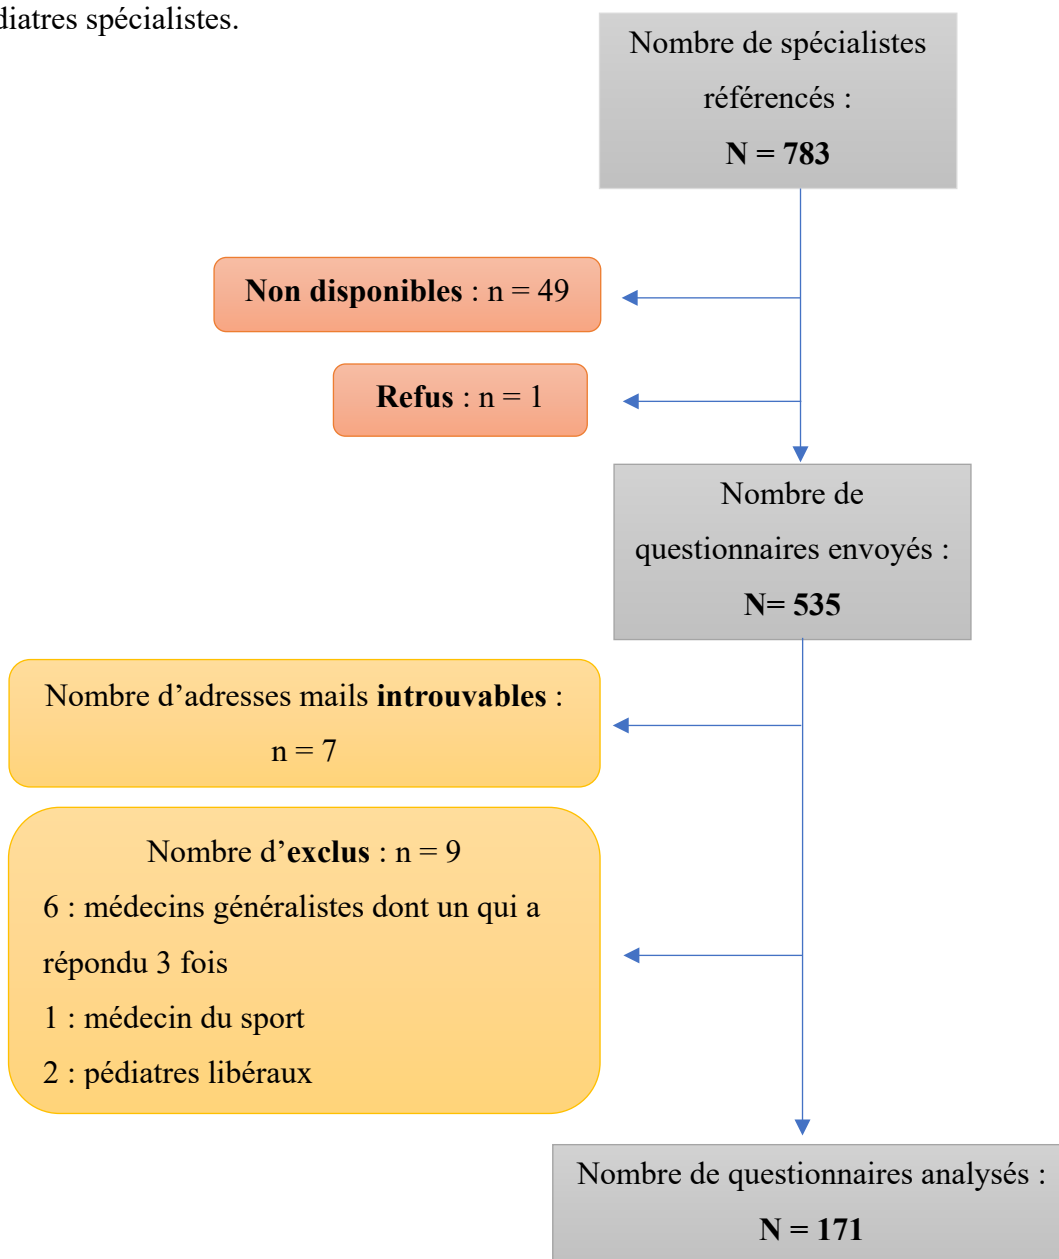 diatres spécialistes.
Nombre de spécialistes
référencés :
N = 783
Non disponibles : n = 49
Refus : n = 1
Nombre de
questionnaires envoyés :
N= 535
Nombre d’adresses mails introuvables :
n = 7
Nombre d’exclus : n = 9
6 : médecins généralistes dont un qui a
répondu 3 fois
1 : médecin du sport
2 : pédiatres libéraux
Nombre de questionnaires analysés :
N = 171